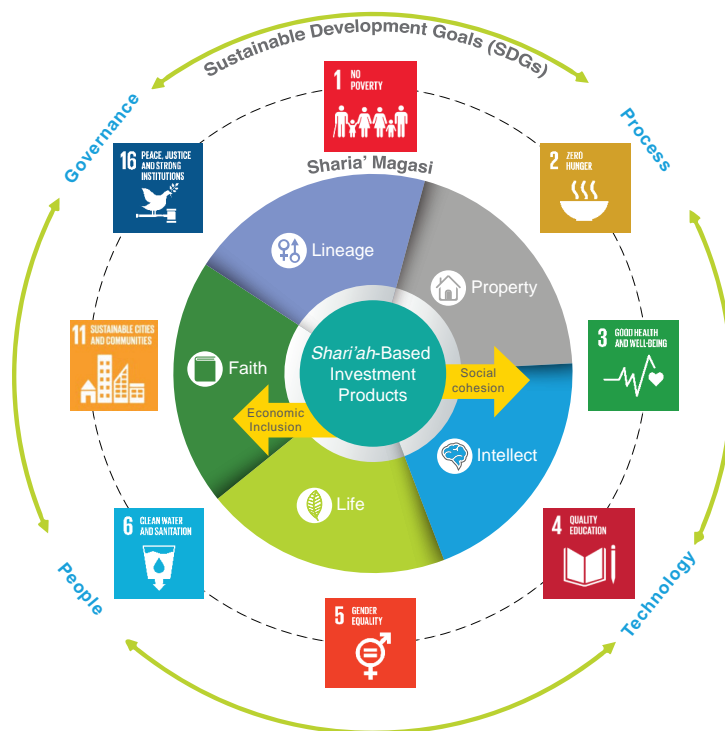 Sustainable Development Goals (SDGs)
Governance
Process
1 NO
POVERTY
16 PEACE, JUSTICE
AND STRONG
INSTITUTIONS
2 ZERO
HUNGER
Sharia’ Magasi
Lineage
Property
11 SUSTAINABLE CITIES
AND COMMUNITIES
3 GOOD HEALTH
AND WELL-BEING
Faith
Shari’ah-Based
Investment
Products
Social
cohesion
Economic
Inclusion
Intellect
Life
6 CLEAN WATER
AND SANITATION
4 QUALITY
EDUCATION
People
Technology
5 GENDER
EQUALITY